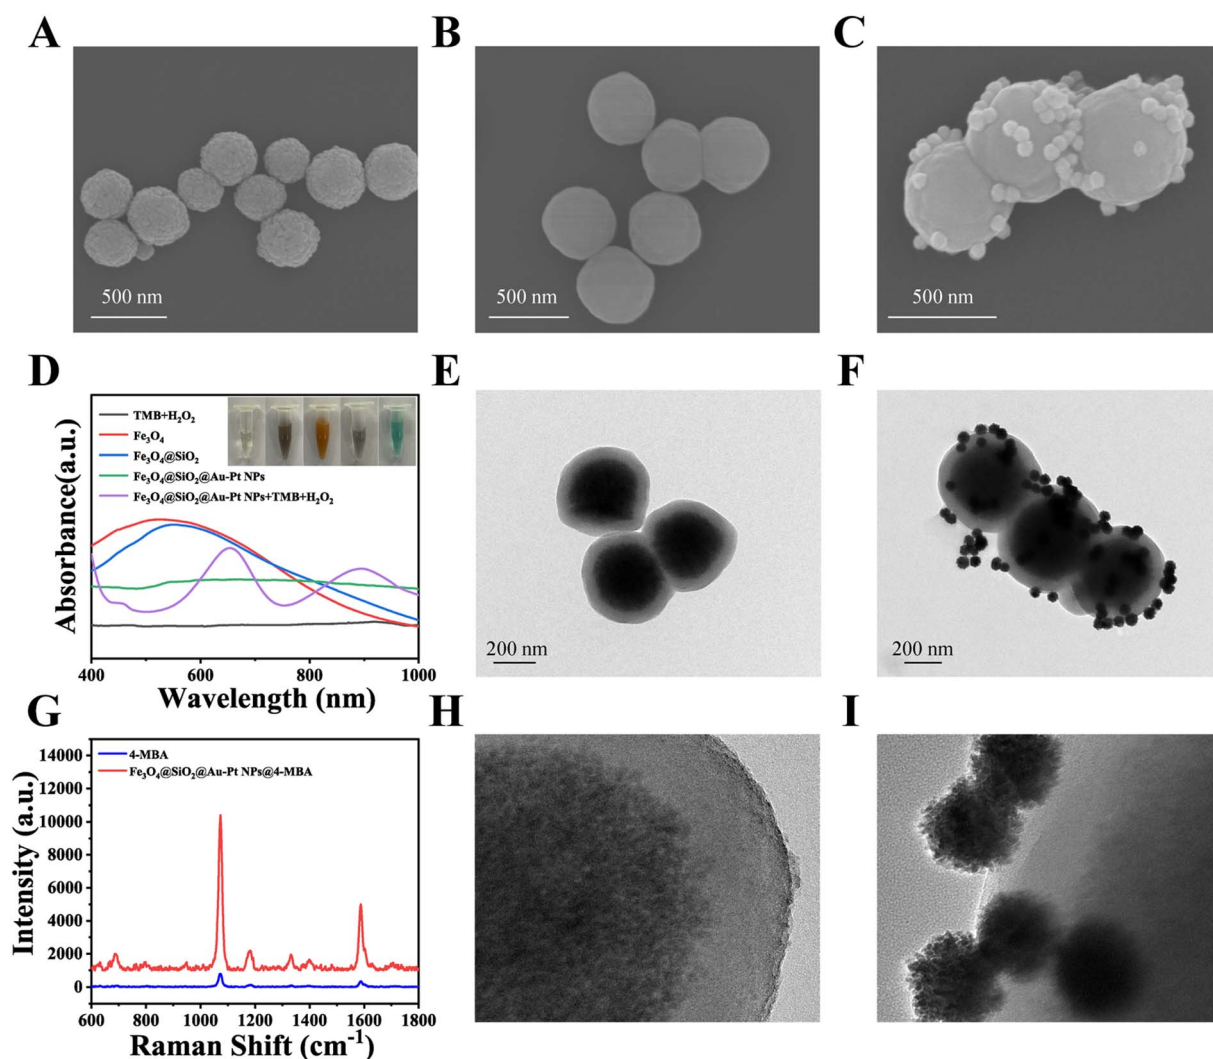 A
500 nm
B
500 nm
C
500 nm
D
Absorbance(a.u.)
TMB+H₂O₂
Fe₃O₄
Fe₃O₄@SiO₂
Fe₃O₄@SiO₂@Au-Pt NPs
Fe₃O₄@SiO₂@Au-Pt NPs+TMB+H₂O₂
400 600 800 1000
Wavelength (nm)
E
200 nm
F
200 nm
G
Intensity (a.u.)
4-MBA
Fe₃O₄@SiO₂@Au-Pt NPs@4-MBA
14000
12000
10000
8000
6000
4000
2000
0
600 800 1000 1200 1400 1600 1800
Raman Shift (cm⁻¹)
H
I